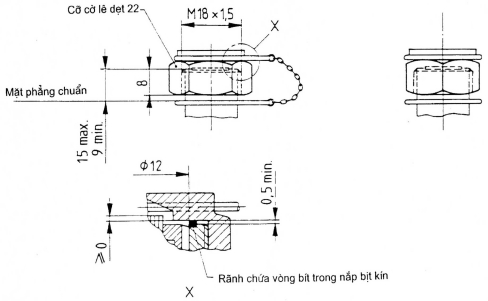 Cỡ cờ lê dẹt 22
M18×1,5
X
8
Mặt phẳng chuẩn
15 max.
9 min.
Φ12
0,5 min.
≥0
Rãnh chứa vòng bít trong nắp bịt kín
X